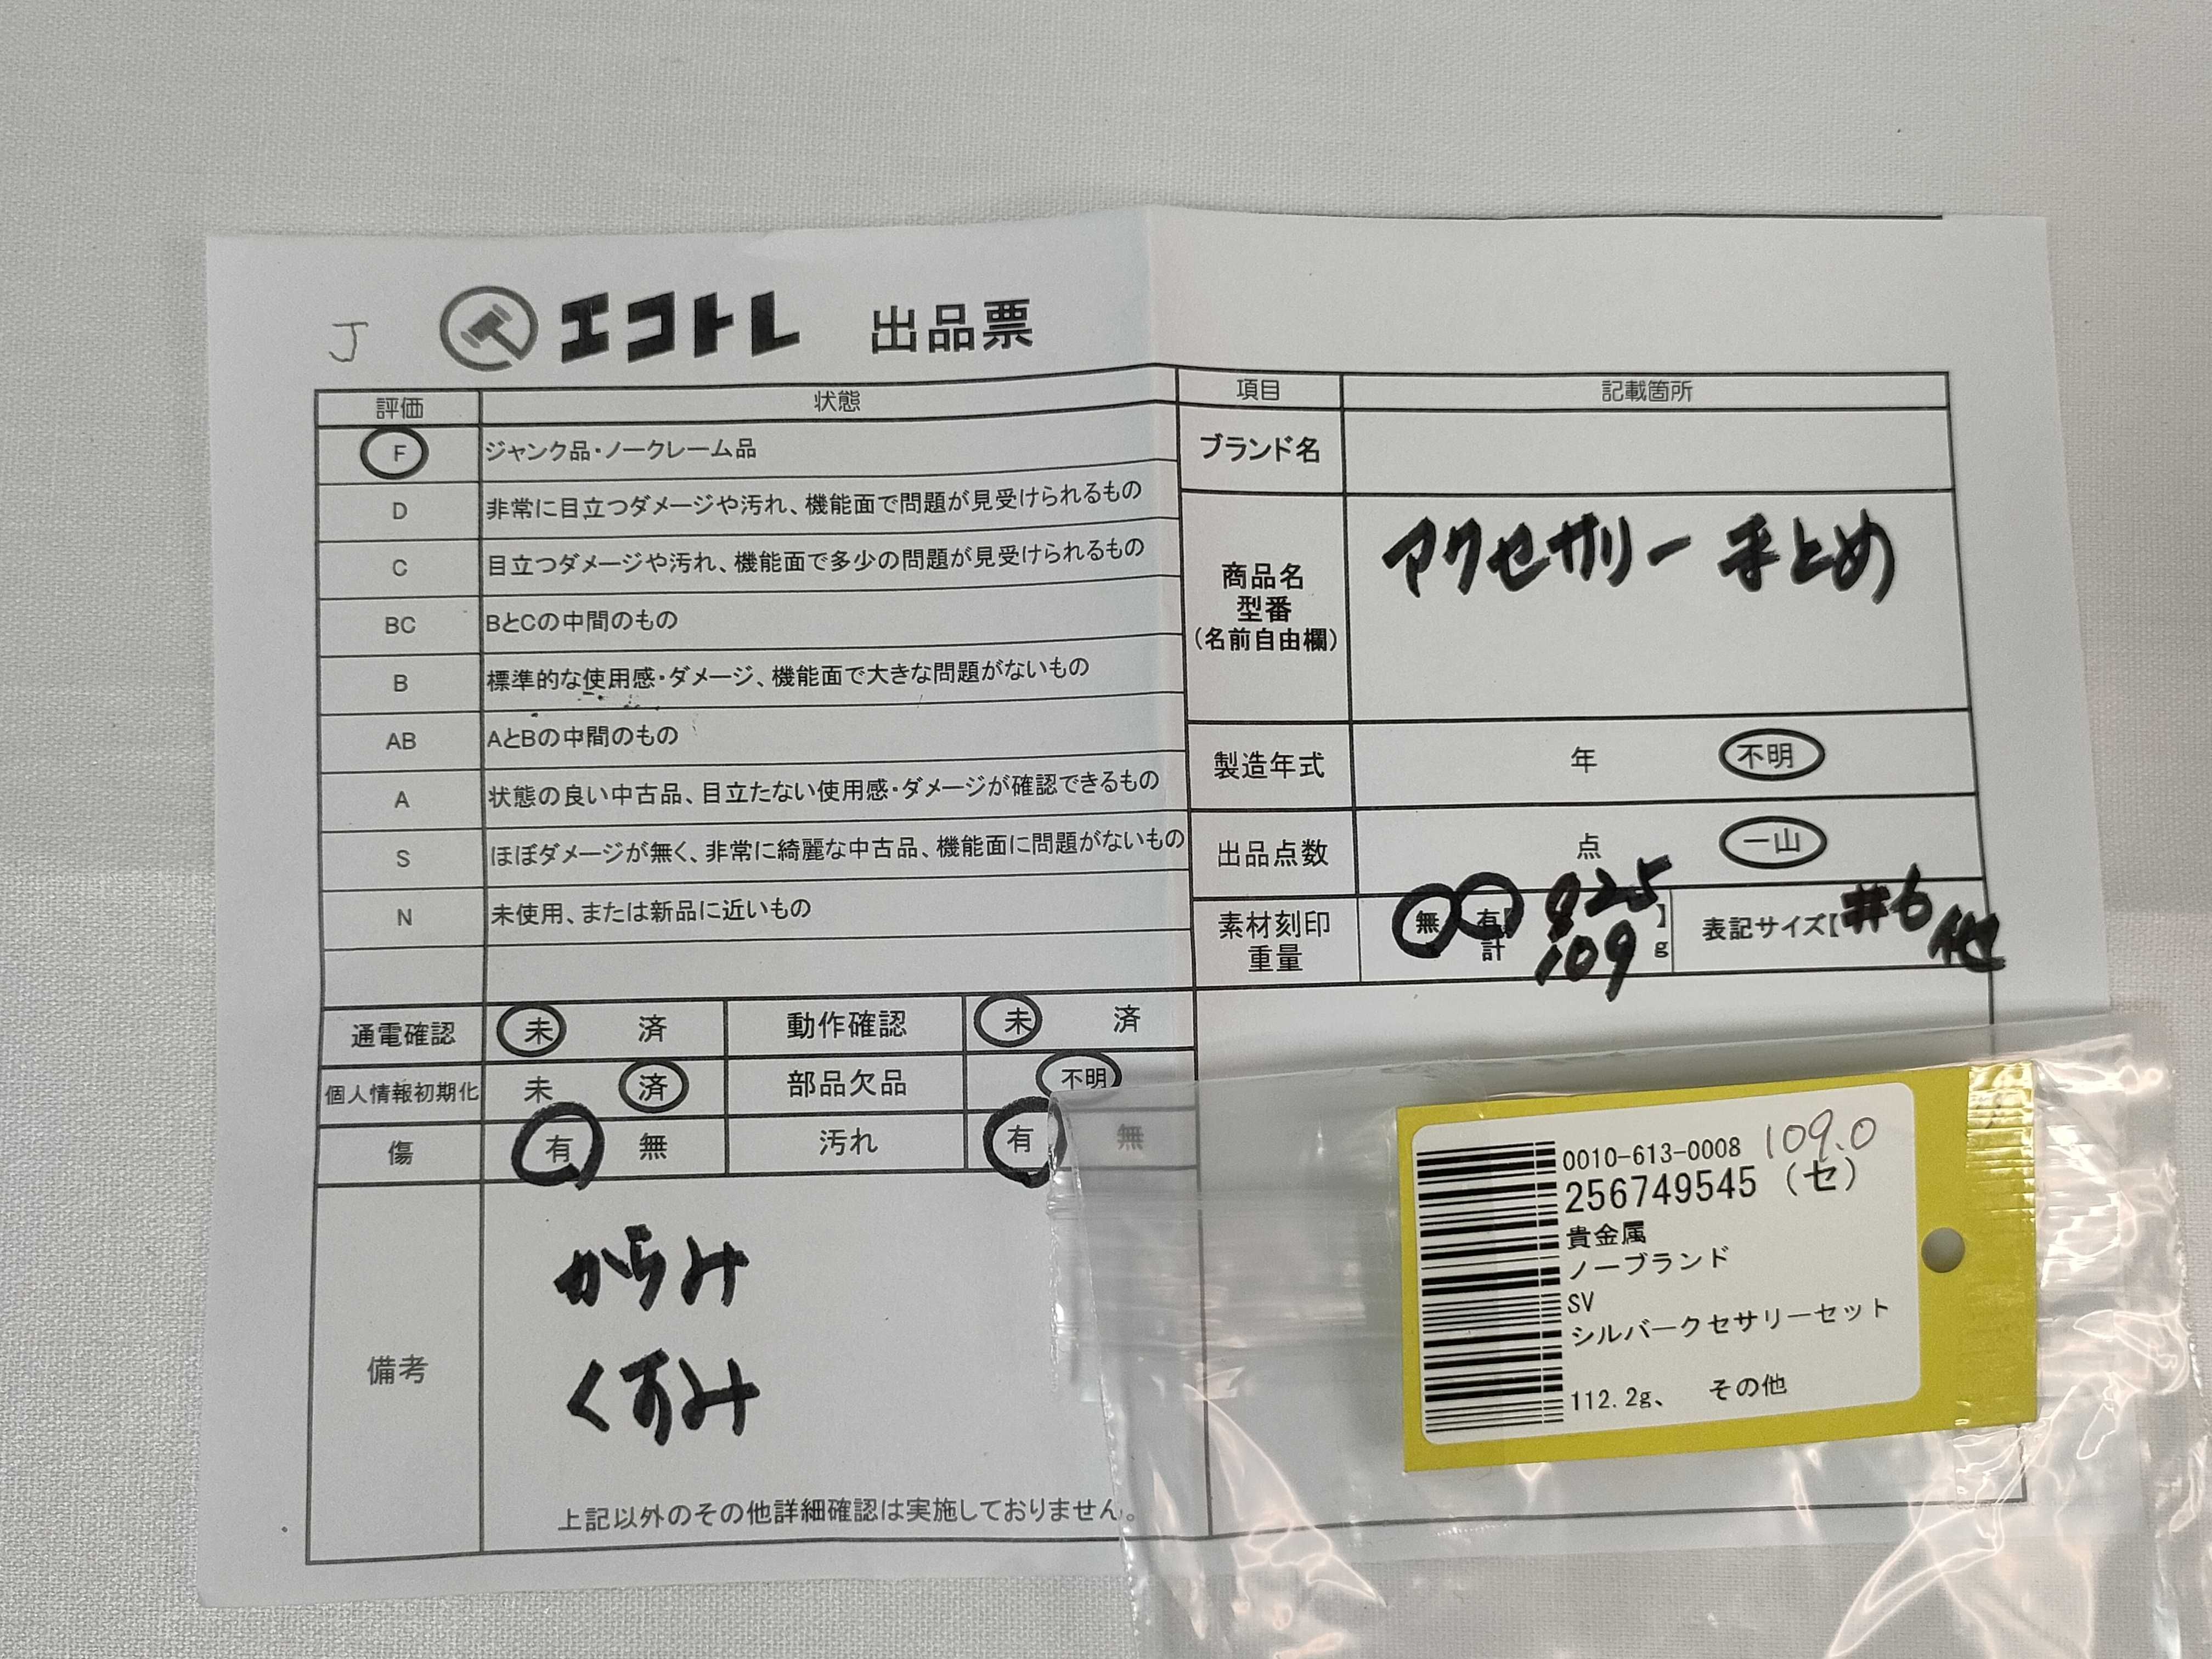 J エコトレ 出品票
評価 状態
F ジャンク品・ノークレーム品
D 非常に目立つダメージや汚れ、機能面で問題が見受けられるもの
C 目立つダメージや汚れ、機能面で多少の問題が見受けられるもの
BC BとCの中間のもの
B 標準的な使用感・ダメージ、機能面で大きな問題がないもの
AB AとBの中間のもの
A 状態の良い中古品、目立たない使用感・ダメージが確認できるもの
S ほぼダメージが無く、非常に綺麗な中古品、機能面に問題がないもの
N 未使用、または新品に近いもの
通電確認 未 済 動作確認 未 済
個人情報初期化 未 済 部品欠品 不明
傷 有 無 汚れ 有 無
備考
からみ
くすみ
上記以外のその他詳細確認は実施しておりません。
項目 記載箇所
ブランド名
商品名
型番
(名前自由欄)
アクセサリー まとめ
製造年式 年 不明
出品点数 点 一山
素材刻印 無 有【925】
重量 計 109 g
表記サイズ【#6 他
0010-613-0008 109.0
256749545 (セ)
貴金属
ノーブランド
SV
シルバークセサリーセット
112.2g、 その他